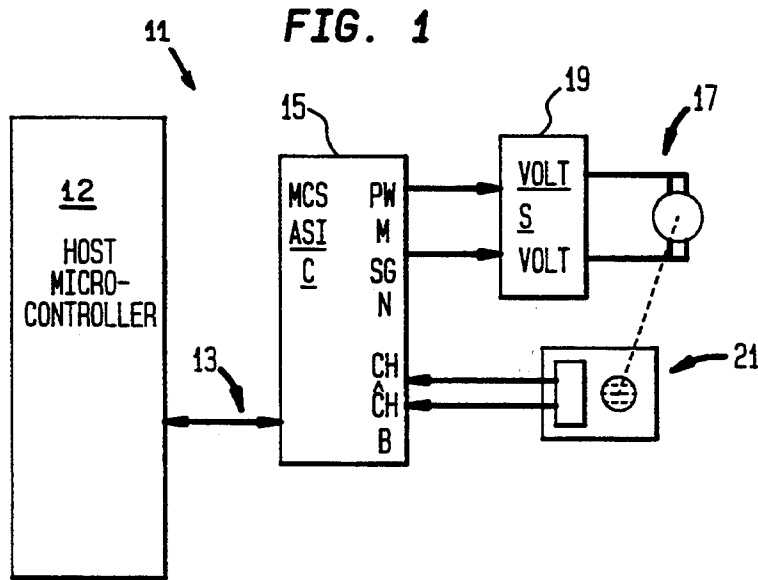 FIG. 1
11
12
HOST
MICRO-
CONTROLLER
13
15
MCS
ASI
C
PW
M
SG
N
CH
^
CH
B
19
VOLT
S
VOLT
17
21